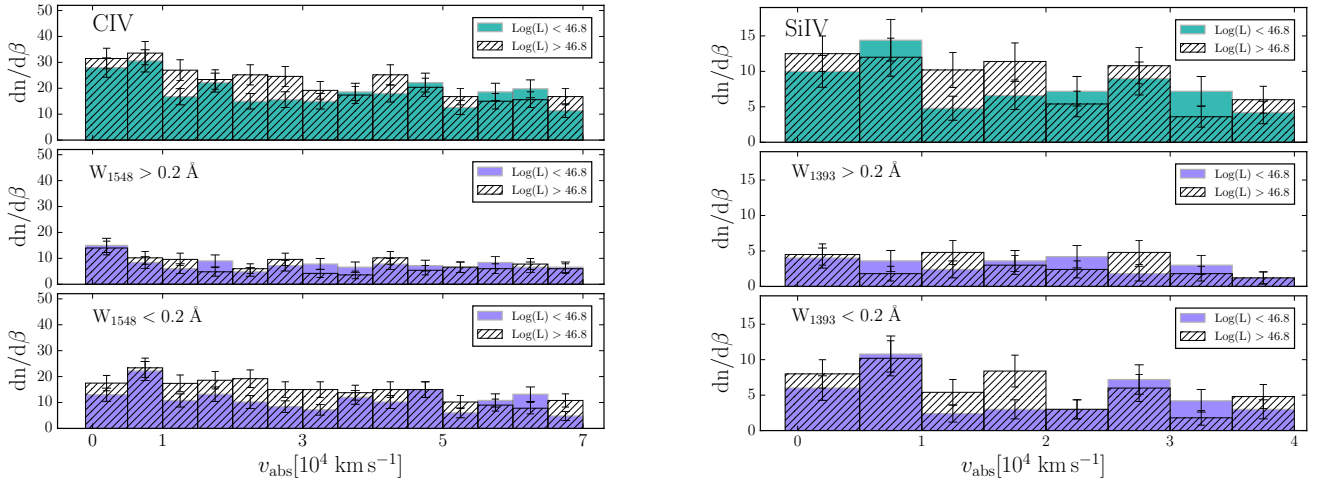 CIV
Log(L) < 46.8
Log(L) > 46.8
dn/dβ
50
40
30
20
10
0
W1548 > 0.2 Å
Log(L) < 46.8
Log(L) > 46.8
dn/dβ
50
40
30
20
10
0
W1548 < 0.2 Å
Log(L) < 46.8
Log(L) > 46.8
dn/dβ
50
40
30
20
10
0
0 1 3 5 7
vabs[10⁴ km s⁻¹]
SiIV
Log(L) < 46.8
Log(L) > 46.8
dn/dβ
15
10
5
0
W1393 > 0.2 Å
Log(L) < 46.8
Log(L) > 46.8
dn/dβ
15
10
5
0
W1393 < 0.2 Å
Log(L) < 46.8
Log(L) > 46.8
dn/dβ
15
10
5
0
0 1 2 3 4
vabs[10⁴ km s⁻¹]